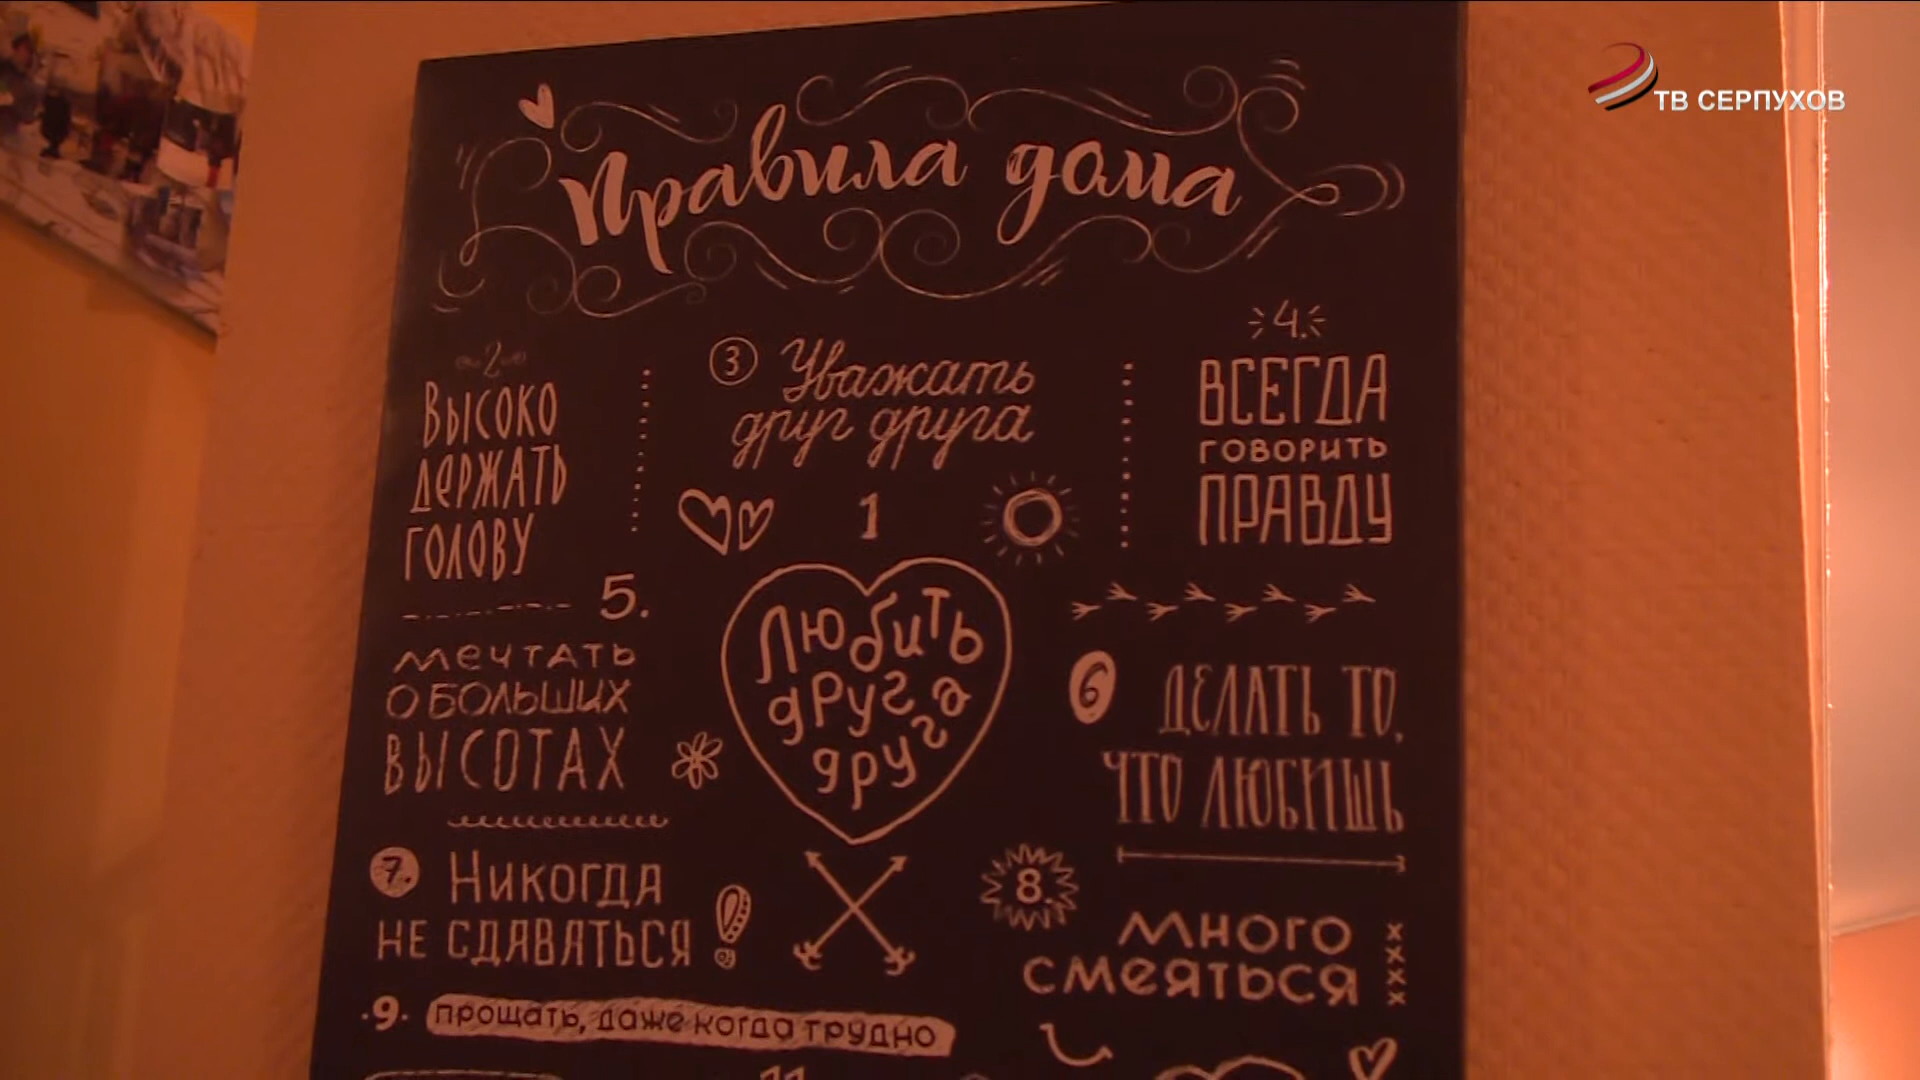 ТВ СЕРПУХОВ
Правила дома
2
ВЫСОКО
ДЕРЖАТЬ
ГОЛОВУ
3 Уважать
друг друга
4.
ВСЕГДА
ГОВОРИТЬ
ПРАВДУ
1
Любить
друг
друга
5.
МЕЧТАТЬ
О БОЛЬШИХ
ВЫСОТАХ
6 ДЕЛАТЬ ТО,
ЧТО ЛЮБИШЬ
7. НИКОГДА
НЕ СДАВАТЬСЯ
8.
МНОГО
СМЕЯТЬСЯ
9. ПРОЩАТЬ, ДАЖЕ КОГДА ТРУДНО